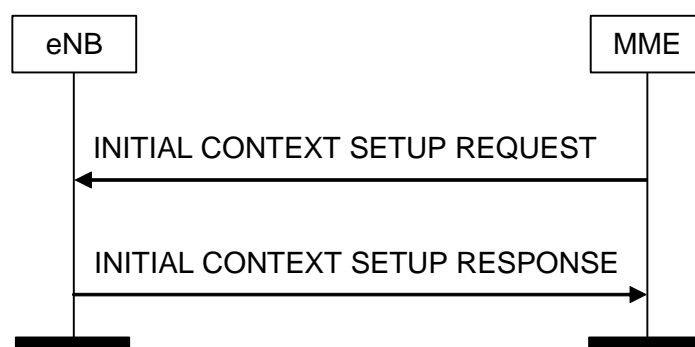 eNB
MME
INITIAL CONTEXT SETUP REQUEST
INITIAL CONTEXT SETUP RESPONSE